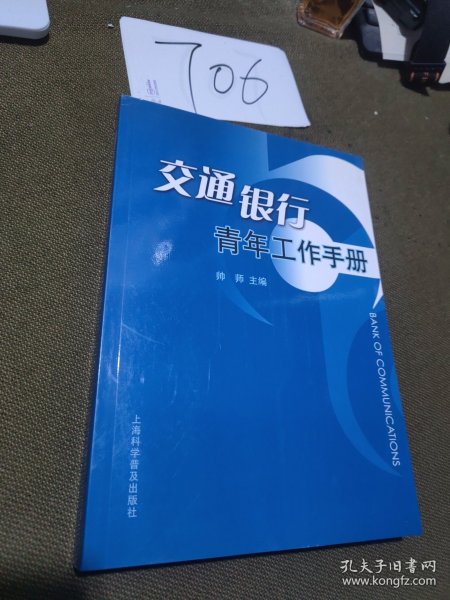 706
交通银行
青年工作手册
帅 师 主编
BANK OF COMMUNICATIONS
上海科学普及出版社
孔夫子旧书网
www.kongfz.com